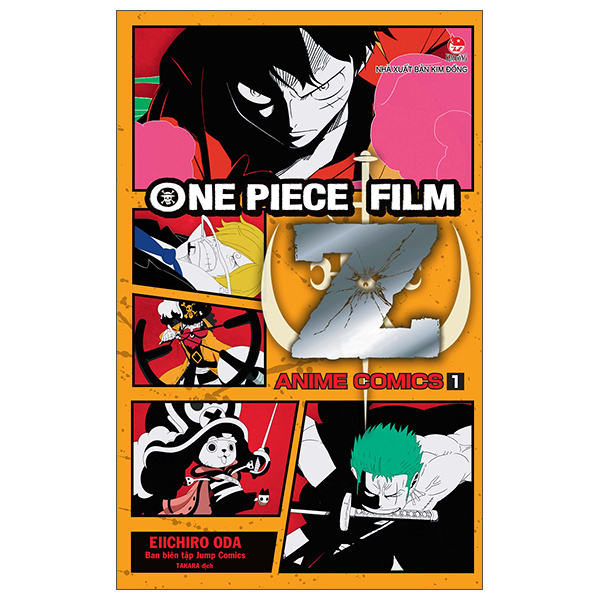 NHÀ XUẤT BẢN KIM ĐỒNG
ONE PIECE FILM
Z
ANIME COMICS 1
EIICHIRO ODA
Ban biên tập Jump Comics
TAKARA dịch